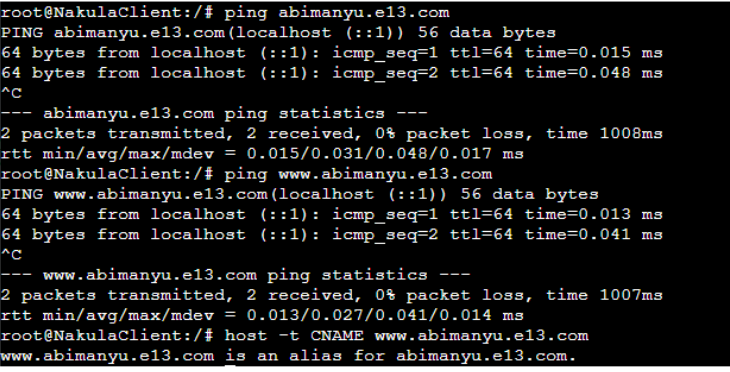 root@NakulaClient:/# ping abimanyu.e13.com
PING abimanyu.e13.com(localhost (::1)) 56 data bytes
64 bytes from localhost (::1): icmp_seq=1 ttl=64 time=0.015 ms
64 bytes from localhost (::1): icmp_seq=2 ttl=64 time=0.048 ms
^C
--- abimanyu.e13.com ping statistics ---
2 packets transmitted, 2 received, 0% packet loss, time 1008ms
rtt min/avg/max/mdev = 0.015/0.031/0.048/0.017 ms
root@NakulaClient:/# ping www.abimanyu.e13.com
PING www.abimanyu.e13.com(localhost (::1)) 56 data bytes
64 bytes from localhost (::1): icmp_seq=1 ttl=64 time=0.013 ms
64 bytes from localhost (::1): icmp_seq=2 ttl=64 time=0.041 ms
^C
--- www.abimanyu.e13.com ping statistics ---
2 packets transmitted, 2 received, 0% packet loss, time 1007ms
rtt min/avg/max/mdev = 0.013/0.027/0.041/0.014 ms
root@NakulaClient:/# host -t CNAME www.abimanyu.e13.com
www.abimanyu.e13.com is an alias for abimanyu.e13.com.